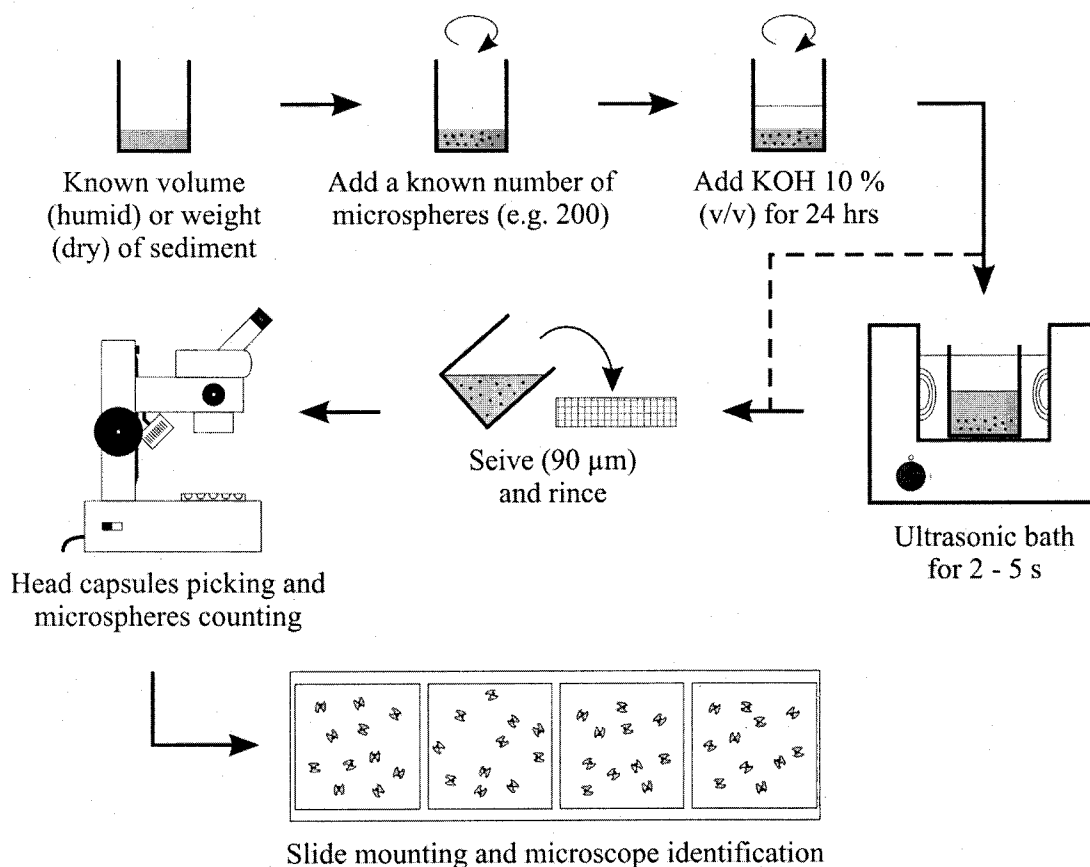 Known volume
(humid) or weight
(dry) of sediment
Add a known number of
microspheres (e.g. 200)
Add KOH 10 %
(v/v) for 24 hrs
Ultrasonic bath
for 2 - 5 s
Seive (90 µm)
and rince
Head capsules picking and
microspheres counting
Slide mounting and microscope identification